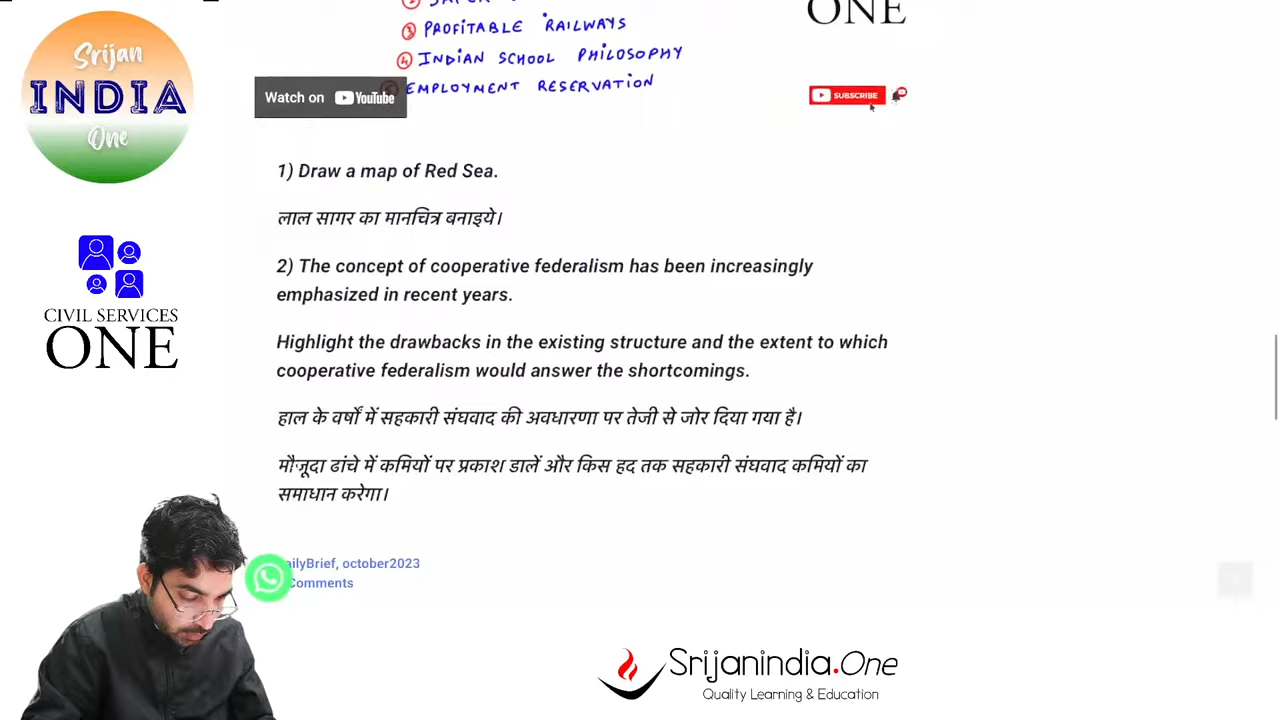 Srijan
INDIA
One
CIVIL SERVICES
ONE
ONE
③ PROFITABLE RAILWAYS
④ INDIAN SCHOOL PHILOSOPHY
EMPLOYMENT RESERVATION
Watch on YouTube
SUBSCRIBE
1) Draw a map of Red Sea.
लाल सागर का मानचित्र बनाइये।
2) The concept of cooperative federalism has been increasingly
emphasized in recent years.
Highlight the drawbacks in the existing structure and the extent to which
cooperative federalism would answer the shortcomings.
हाल के वर्षों में सहकारी संघवाद की अवधारणा पर तेजी से जोर दिया गया है।
मौजूदा ढांचे में कमियों पर प्रकाश डालें और किस हद तक सहकारी संघवाद कमियों का
समाधान करेगा।
ailyBrief, october2023
Comments
Srijanindia.One
Quality Learning & Education